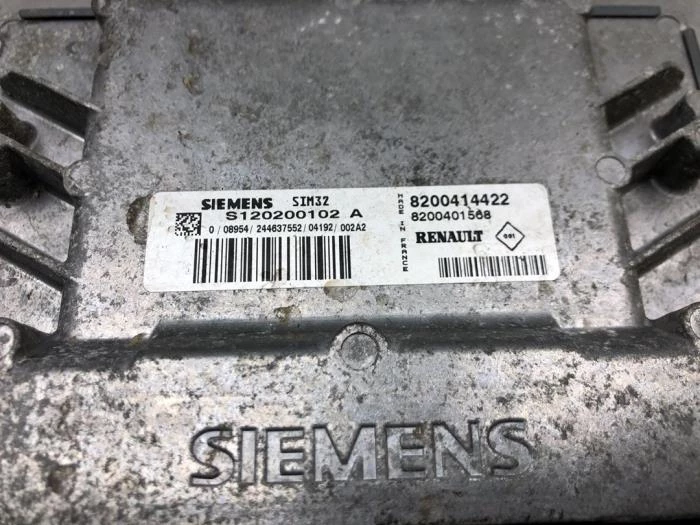 SIEMENS SIM32
S120200102 A
0 / 08954 / 244637552 / 04192 / 002A2
MADE IN FRANCE
8200414422
8200401568
RENAULT
SIEMENS